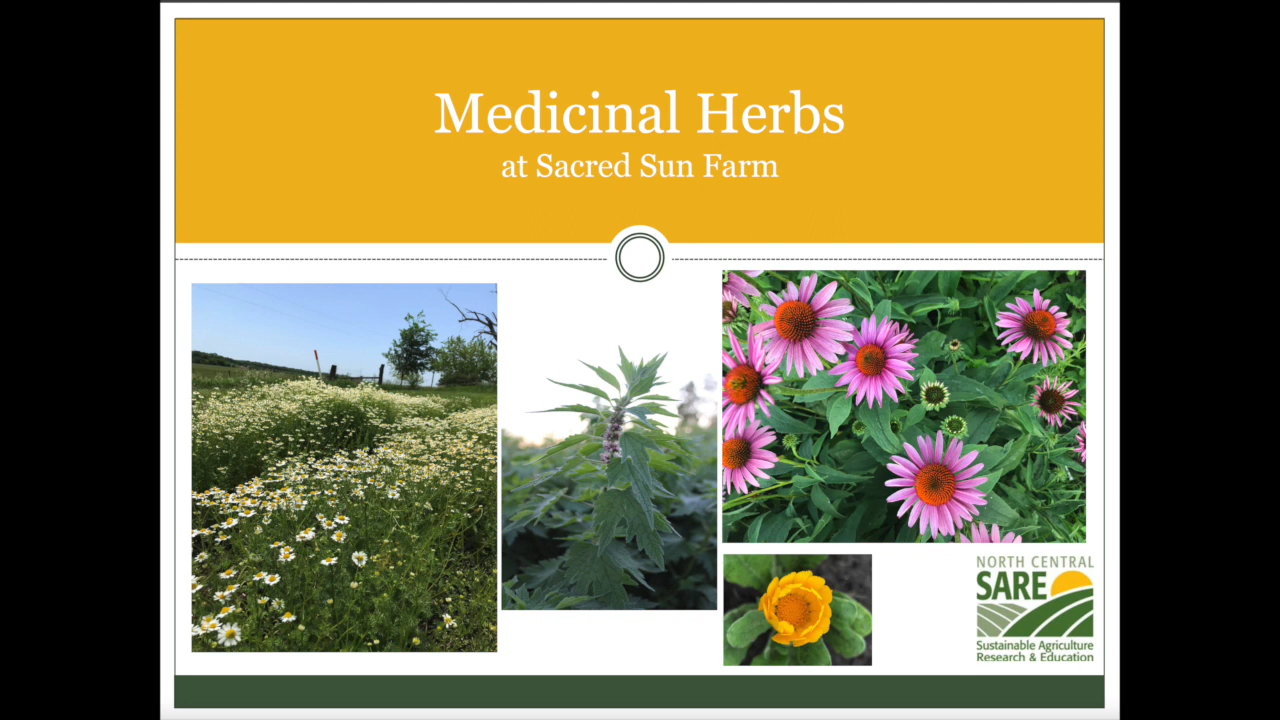 Medicinal Herbs
at Sacred Sun Farm
NORTH CENTRAL
SARE
Sustainable Agriculture
Research & Education